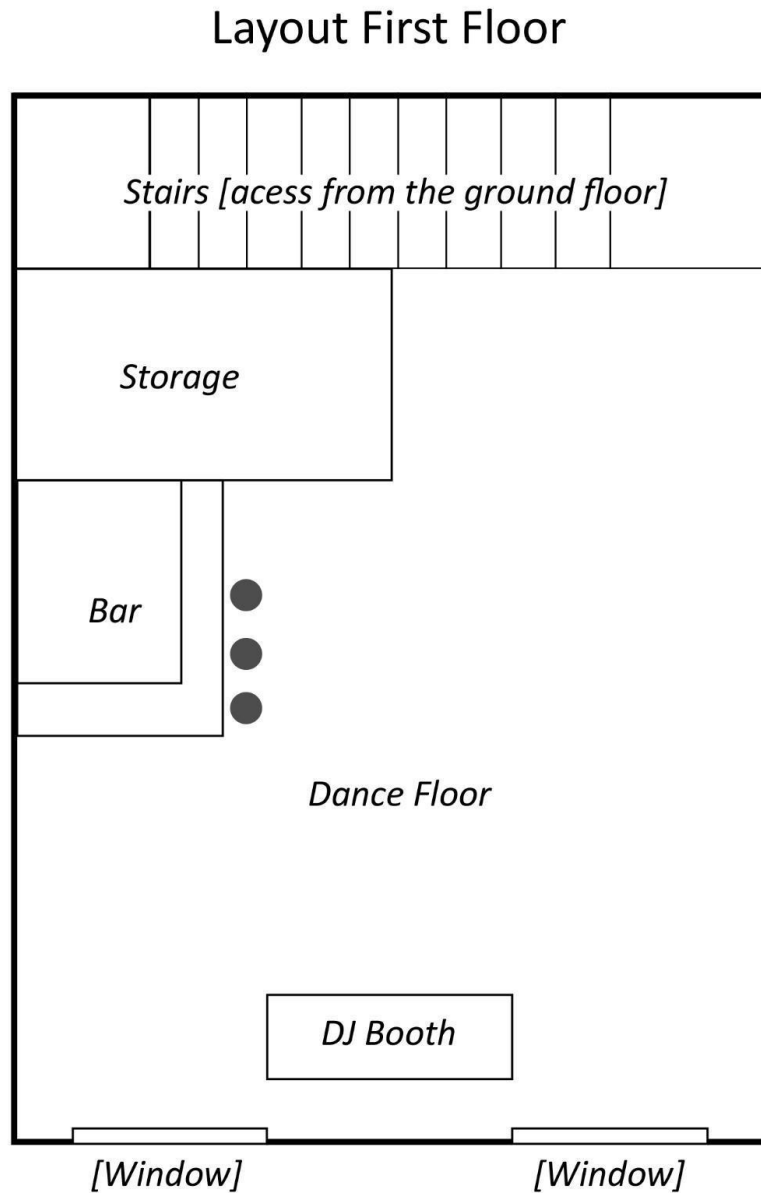 Layout First Floor
Stairs [acess from the ground floor]
Storage
Bar
Dance Floor
DJ Booth
[Window]
[Window]